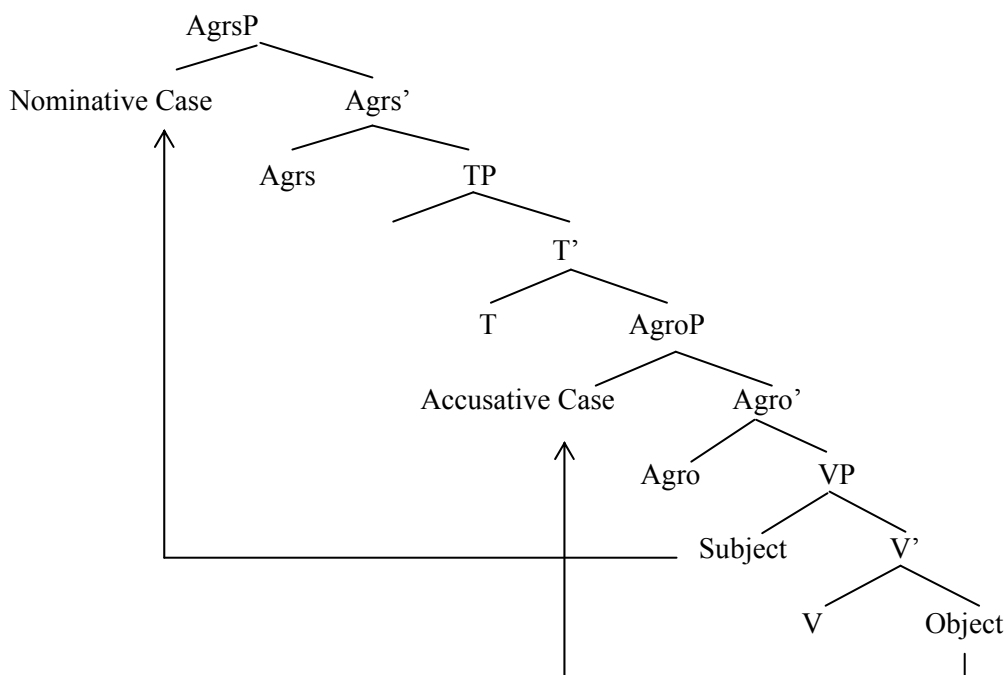 AgrsP
Nominative Case Agrs’
Agrs TP
T’
T AgroP
Accusative Case Agro’
Agro VP
Subject V’
V Object